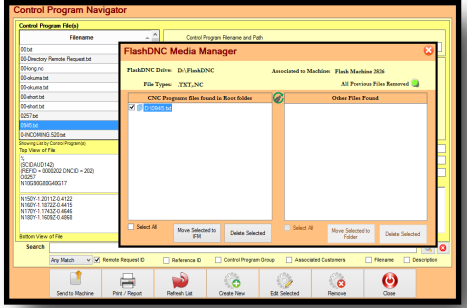 Control Program Navigator
Control Program File(s)
Filename
Control Program Filename and Path
00.txt
00-Directory Remote Request.txt
00-long.nc
00-okuma.txt
00-okuma.txt
00-short.txt
00-short.txt
0257.txt
0945.txt
0-INCOMING.520.txt
Showing List by Control Program(s)
Top View of File
%
(SCIDAUD142)
(REFID = 0000202 DNCID = 202)
O0257
N10G90G80G40G17
N150Y-1.2011Z-0.4122
N160Y-1.1872Z-0.4415
N170Y-1.1743Z-0.4646
N180Y-1.1609Z-0.4868
Bottom View of File
FlashDNC Media Manager
FlashDNC Drive: D:\FlashDNC
Associated to Machine: Flash Machine 2826
File Types: .TXT,.NC
All Previous Files Removed
CNC Programs files found in Root folder
Other Files Found
D:\0945.txt
Select All
Move Selected to IFM
Delete Selected
Select All
Move Selected to Folder
Delete Selected
Search
Any Match
Remote Request ID
Reference ID
Control Program Group
Associated Customers
Filename
Description
Send to Machine
Print / Report
Refresh List
Create New
Edit Selected
Remove
Close